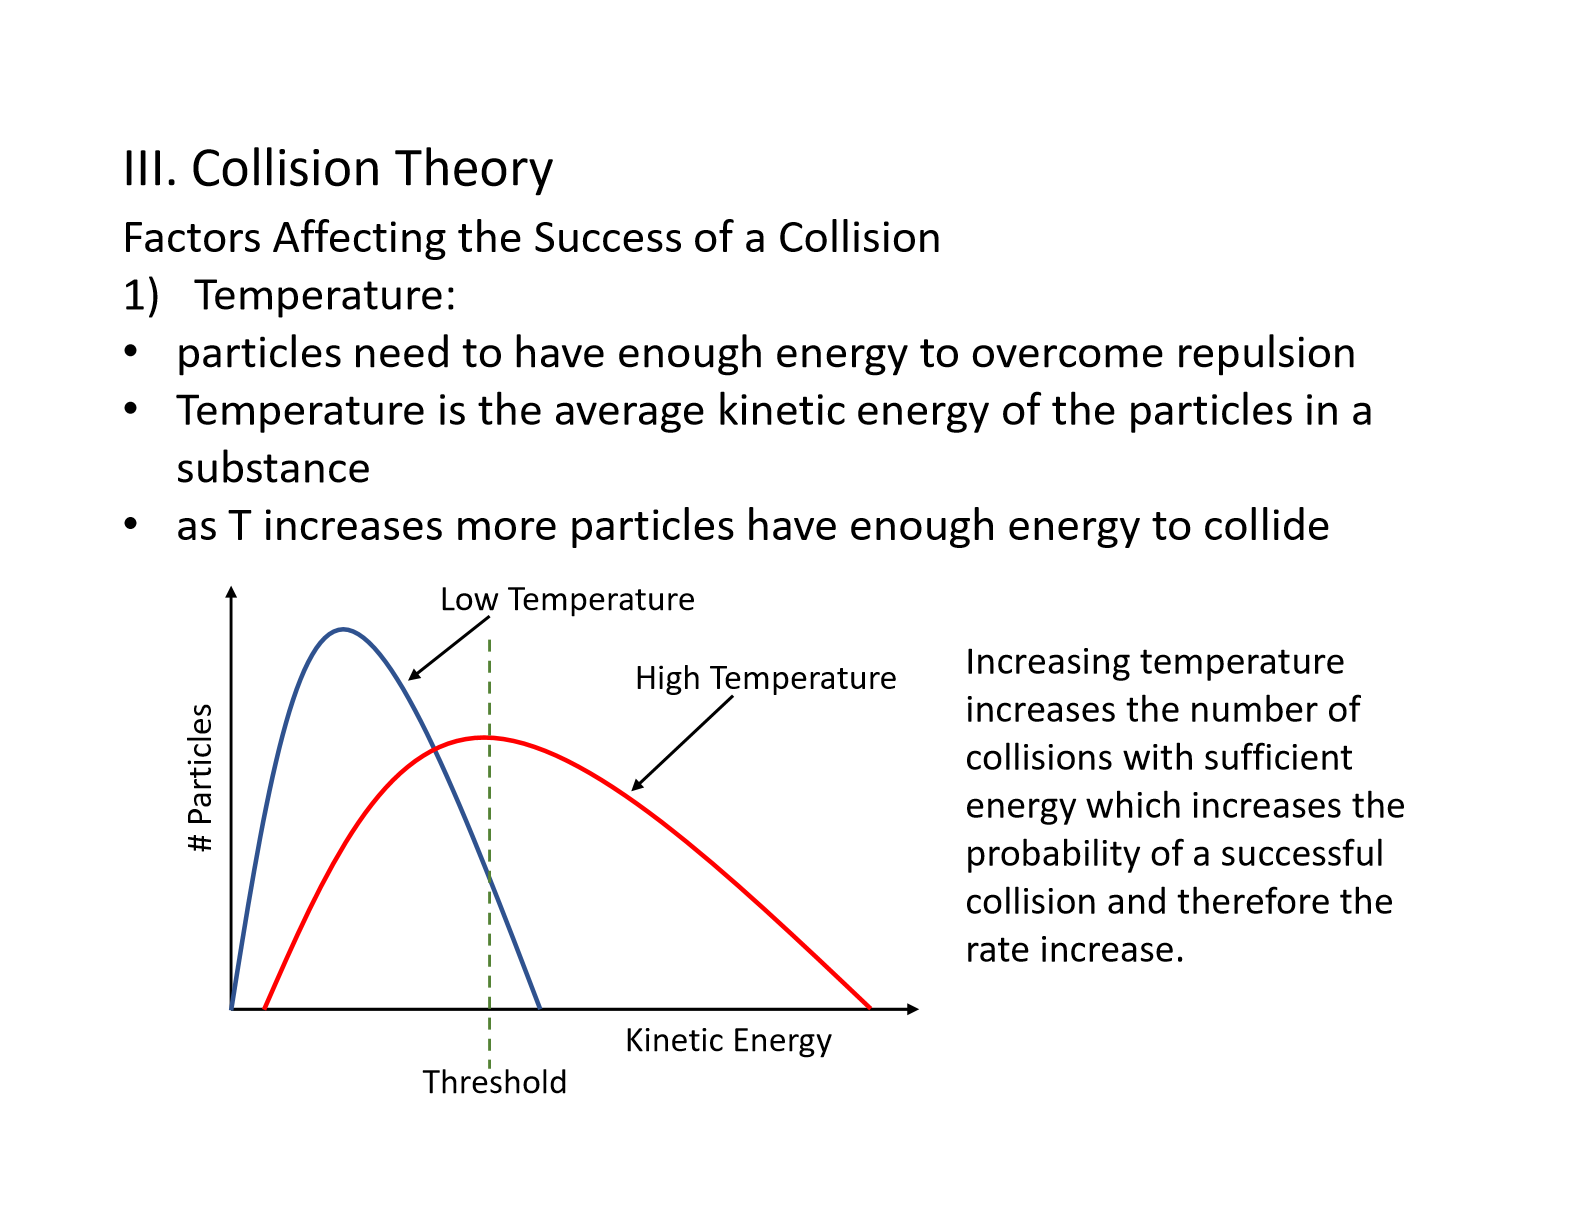 III. Collision Theory
Factors Affecting the Success of a Collision
1) Temperature:
• particles need to have enough energy to overcome repulsion
• Temperature is the average kinetic energy of the particles in a
substance
• as T increases more particles have enough energy to collide
Low Temperature
High Temperature
# Particles
Kinetic Energy
Threshold
Increasing temperature
increases the number of
collisions with sufficient
energy which increases the
probability of a successful
collision and therefore the
rate increase.